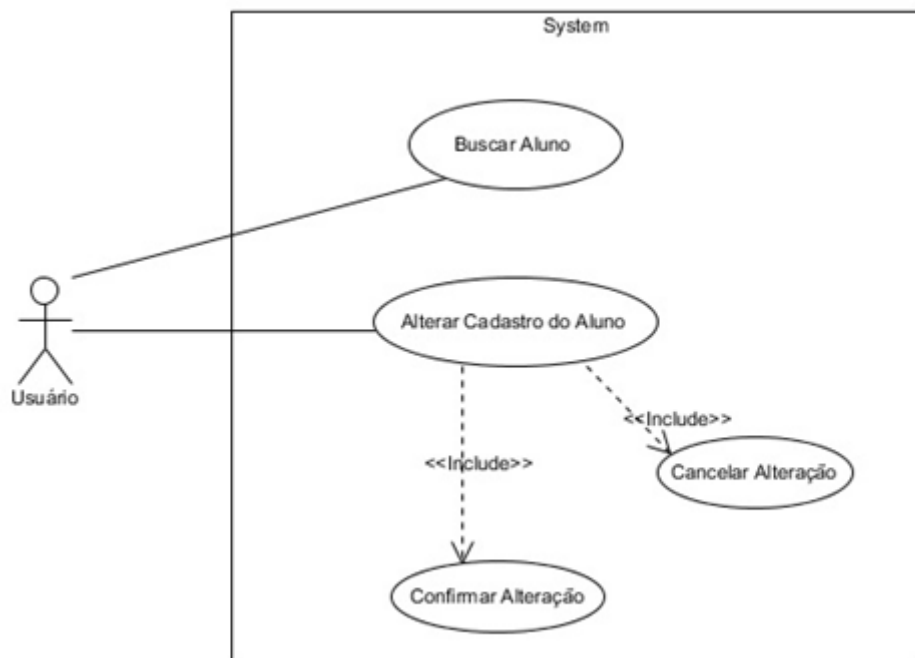 System
Buscar Aluno
Alterar Cadastro do Aluno
Usuário
<<Include>>
<<Include>>
Cancelar Alteração
Confirmar Alteração